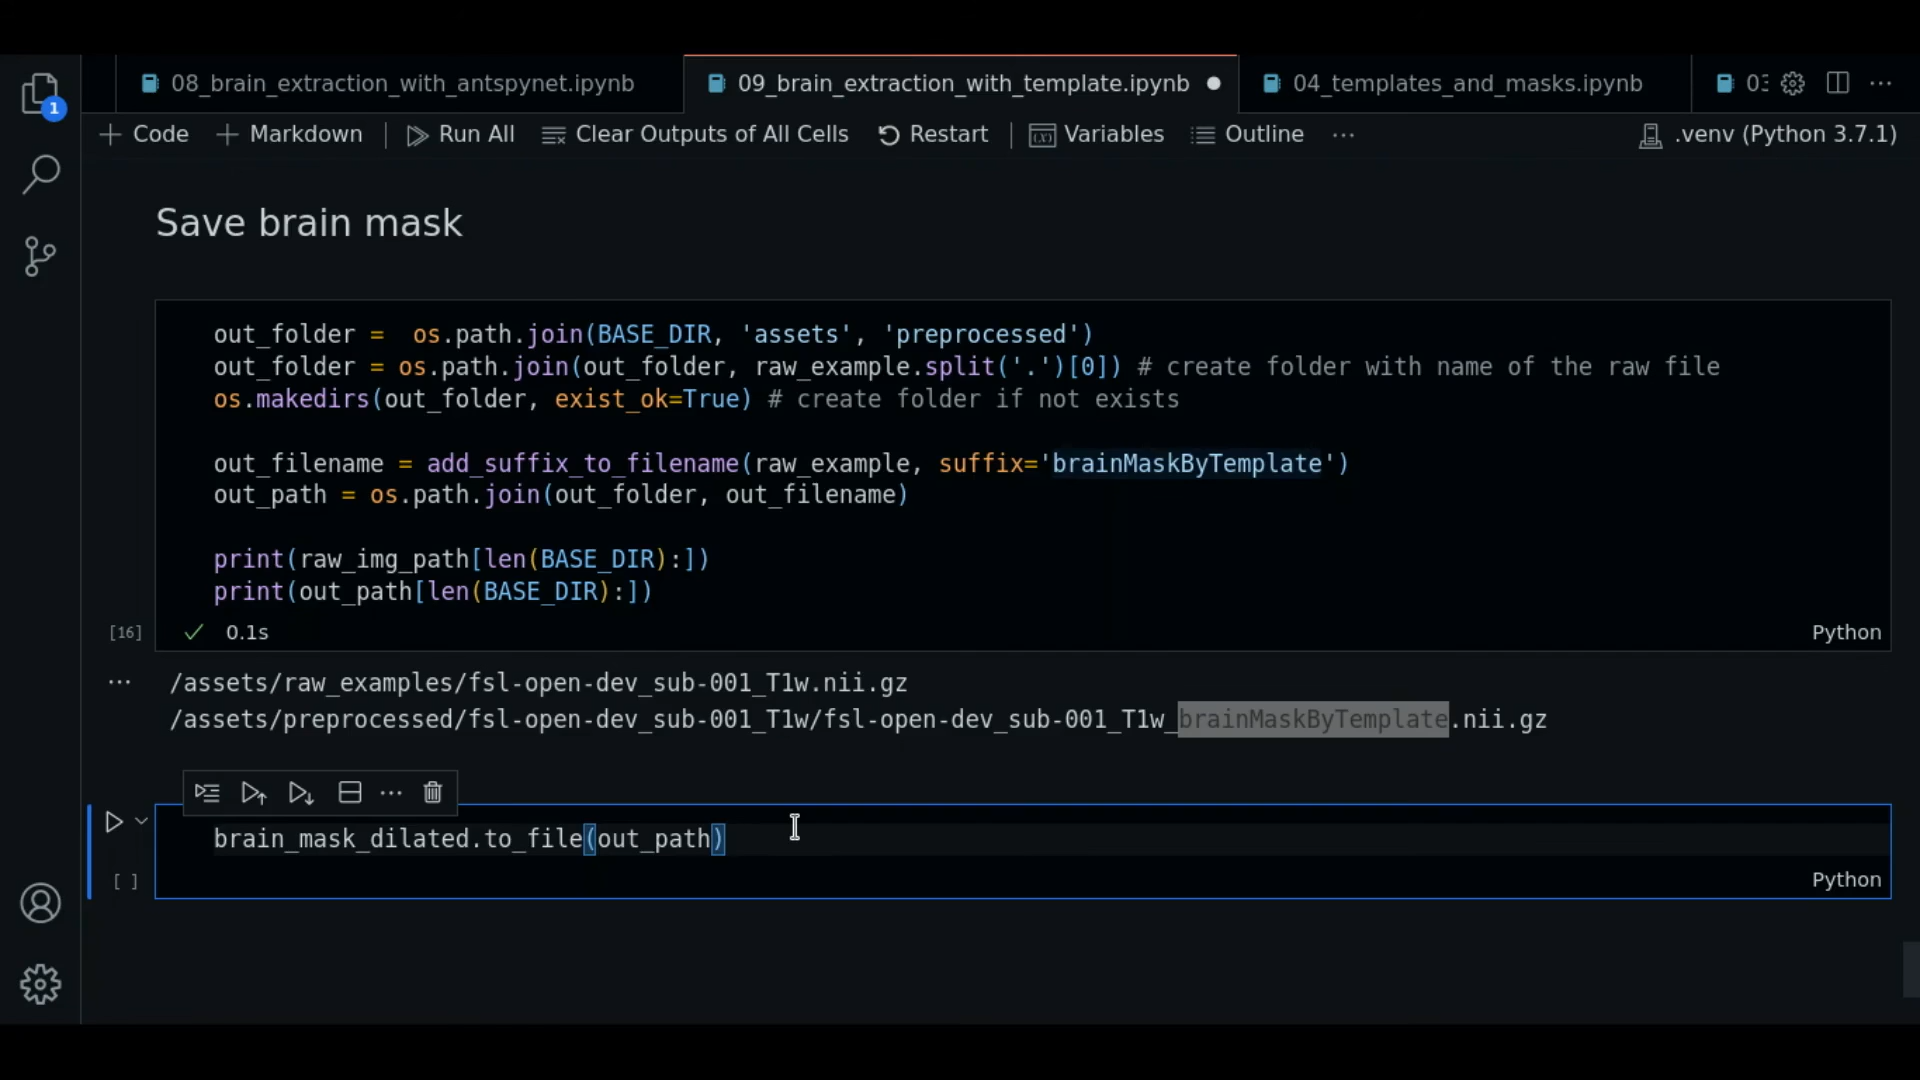 1
08_brain_extraction_with_antspynet.ipynb
09_brain_extraction_with_template.ipynb
04_templates_and_masks.ipynb
Code
Markdown
Run All
Clear Outputs of All Cells
Restart
Variables
Outline
...
.venv (Python 3.7.1)
Save brain mask
out_folder =  os.path.join(BASE_DIR, 'assets', 'preprocessed')
out_folder = os.path.join(out_folder, raw_example.split('.')[0]) # create folder with name of the raw file
os.makedirs(out_folder, exist_ok=True) # create folder if not exists
out_filename = add_suffix_to_filename(raw_example, suffix='brainMaskByTemplate')
out_path = os.path.join(out_folder, out_filename)
print(raw_img_path[len(BASE_DIR):])
print(out_path[len(BASE_DIR):])
[16]
0.1s
Python
/assets/raw_examples/fsl-open-dev_sub-001_T1w.nii.gz
/assets/preprocessed/fsl-open-dev_sub-001_T1w/fsl-open-dev_sub-001_T1w_brainMaskByTemplate.nii.gz
brain_mask_dilated.to_file(out_path)
[ ]
Python